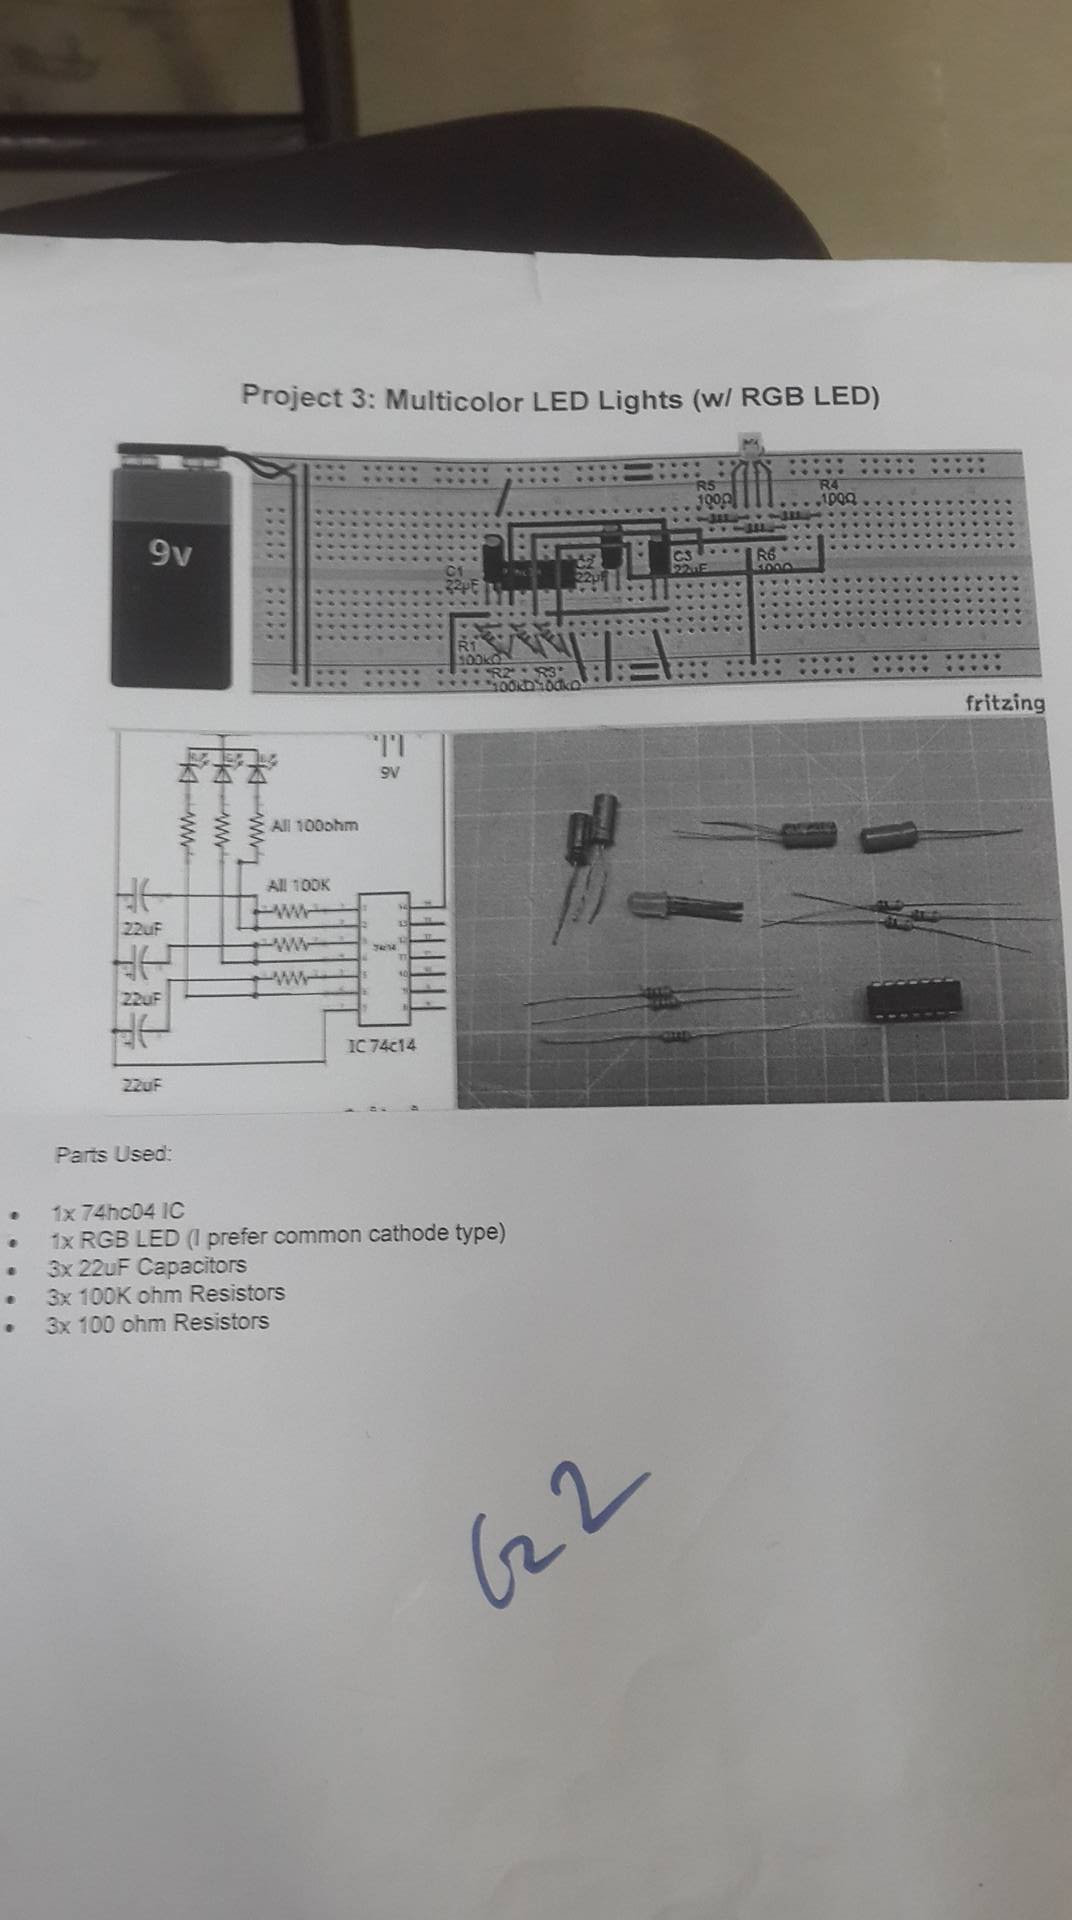 Project 3: Multicolor LED Lights (w/ RGB LED)
9v
R5
100Ω
R4
100Ω
C1
22µF
C2
22µF
C3
22µF
R6
100Ω
R1
100kΩ
R2
100kΩ
R3
100kΩ
fritzing
9V
All 100ohm
All 100K
22uF
22uF
22uF
74c14
IC 74c14
Parts Used:
1x 74hc04 IC
1x RGB LED (I prefer common cathode type)
3x 22uF Capacitors
3x 100K ohm Resistors
3x 100 ohm Resistors
G2